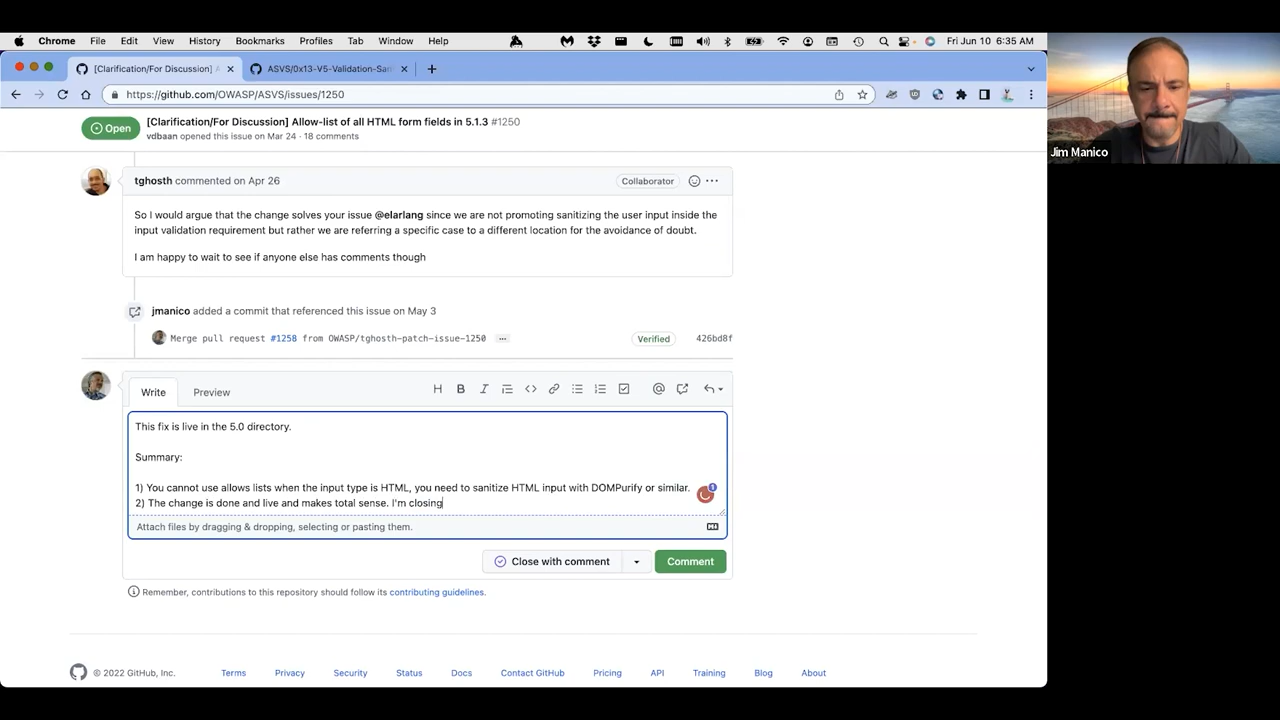 Chrome File Edit View History Bookmarks Profiles Tab Window Help Fri Jun 10 6:35 AM
[Clarification/For Discussion] A ASVS/0x13-V5-Validation-San
https://github.com/OWASP/ASVS/issues/1250
Open [Clarification/For Discussion] Allow-list of all HTML form fields in 5.1.3 #1250
vdbaan opened this issue on Mar 24 · 18 comments
Jim Manico
tghosth commented on Apr 26 Collaborator
So I would argue that the change solves your issue @elarlang since we are not promoting sanitizing the user input inside the
input validation requirement but rather we are referring a specific case to a different location for the avoidance of doubt.
I am happy to wait to see if anyone else has comments though
jmanico added a commit that referenced this issue on May 3
Merge pull request #1258 from OWASP/tghosth-patch-issue-1250 ... Verified 426bd8f
Write Preview
This fix is live in the 5.0 directory.
Summary:
1) You cannot use allows lists when the input type is HTML, you need to sanitize HTML input with DOMPurify or similar.
2) The change is done and live and makes total sense. I'm closing
1
Attach files by dragging & dropping, selecting or pasting them.
Close with comment Comment
Remember, contributions to this repository should follow its contributing guidelines.
© 2022 GitHub, Inc. Terms Privacy Security Status Docs Contact GitHub Pricing API Training Blog About